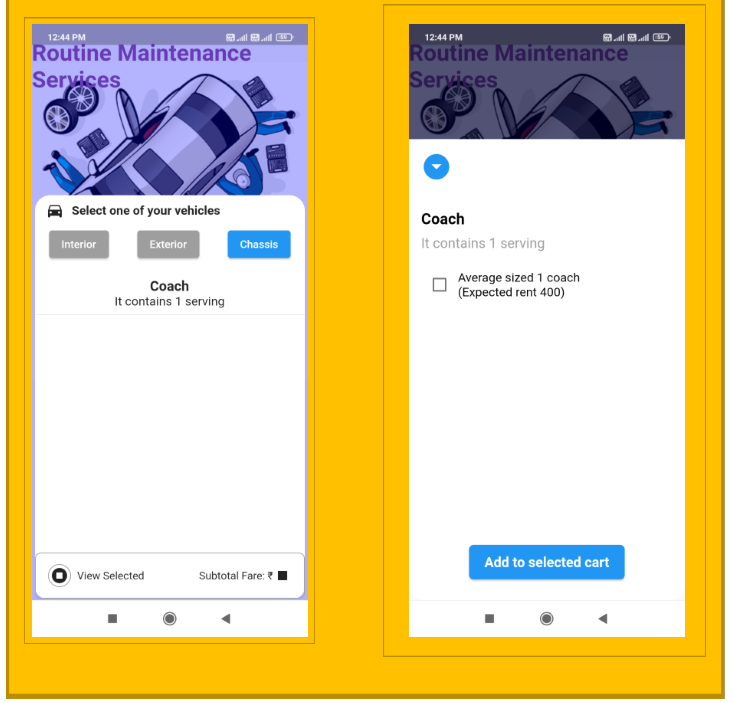 12:44 PM
Routine Maintenance
Services
Select one of your vehicles
Interior
Exterior
Chassis
Coach
It contains 1 serving
View Selected
Subtotal Fare: ₹
12:44 PM
Routine Maintenance
Services
Coach
It contains 1 serving
Average sized 1 coach
(Expected rent 400)
Add to selected cart